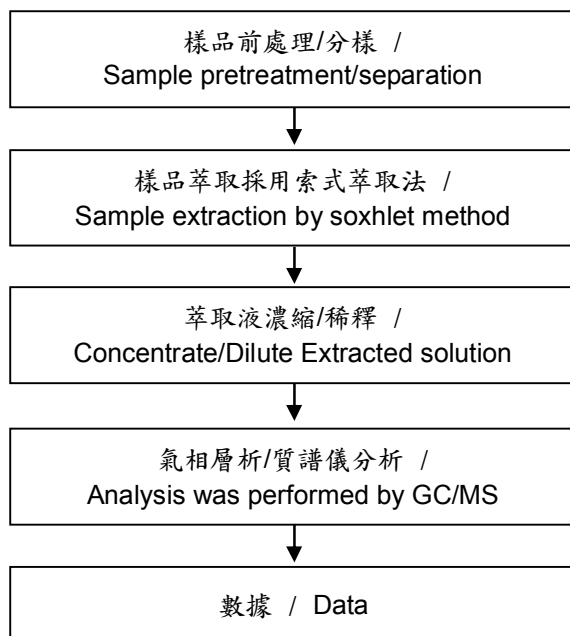 樣品前處理/分樣 /
Sample pretreatment/separation
樣品萃取採用索式萃取法 /
Sample extraction by soxhlet method
萃取液濃縮/稀釋 /
Concentrate/Dilute Extracted solution
氣相層析/質譜儀分析 /
Analysis was performed by GC/MS
數據 / Data